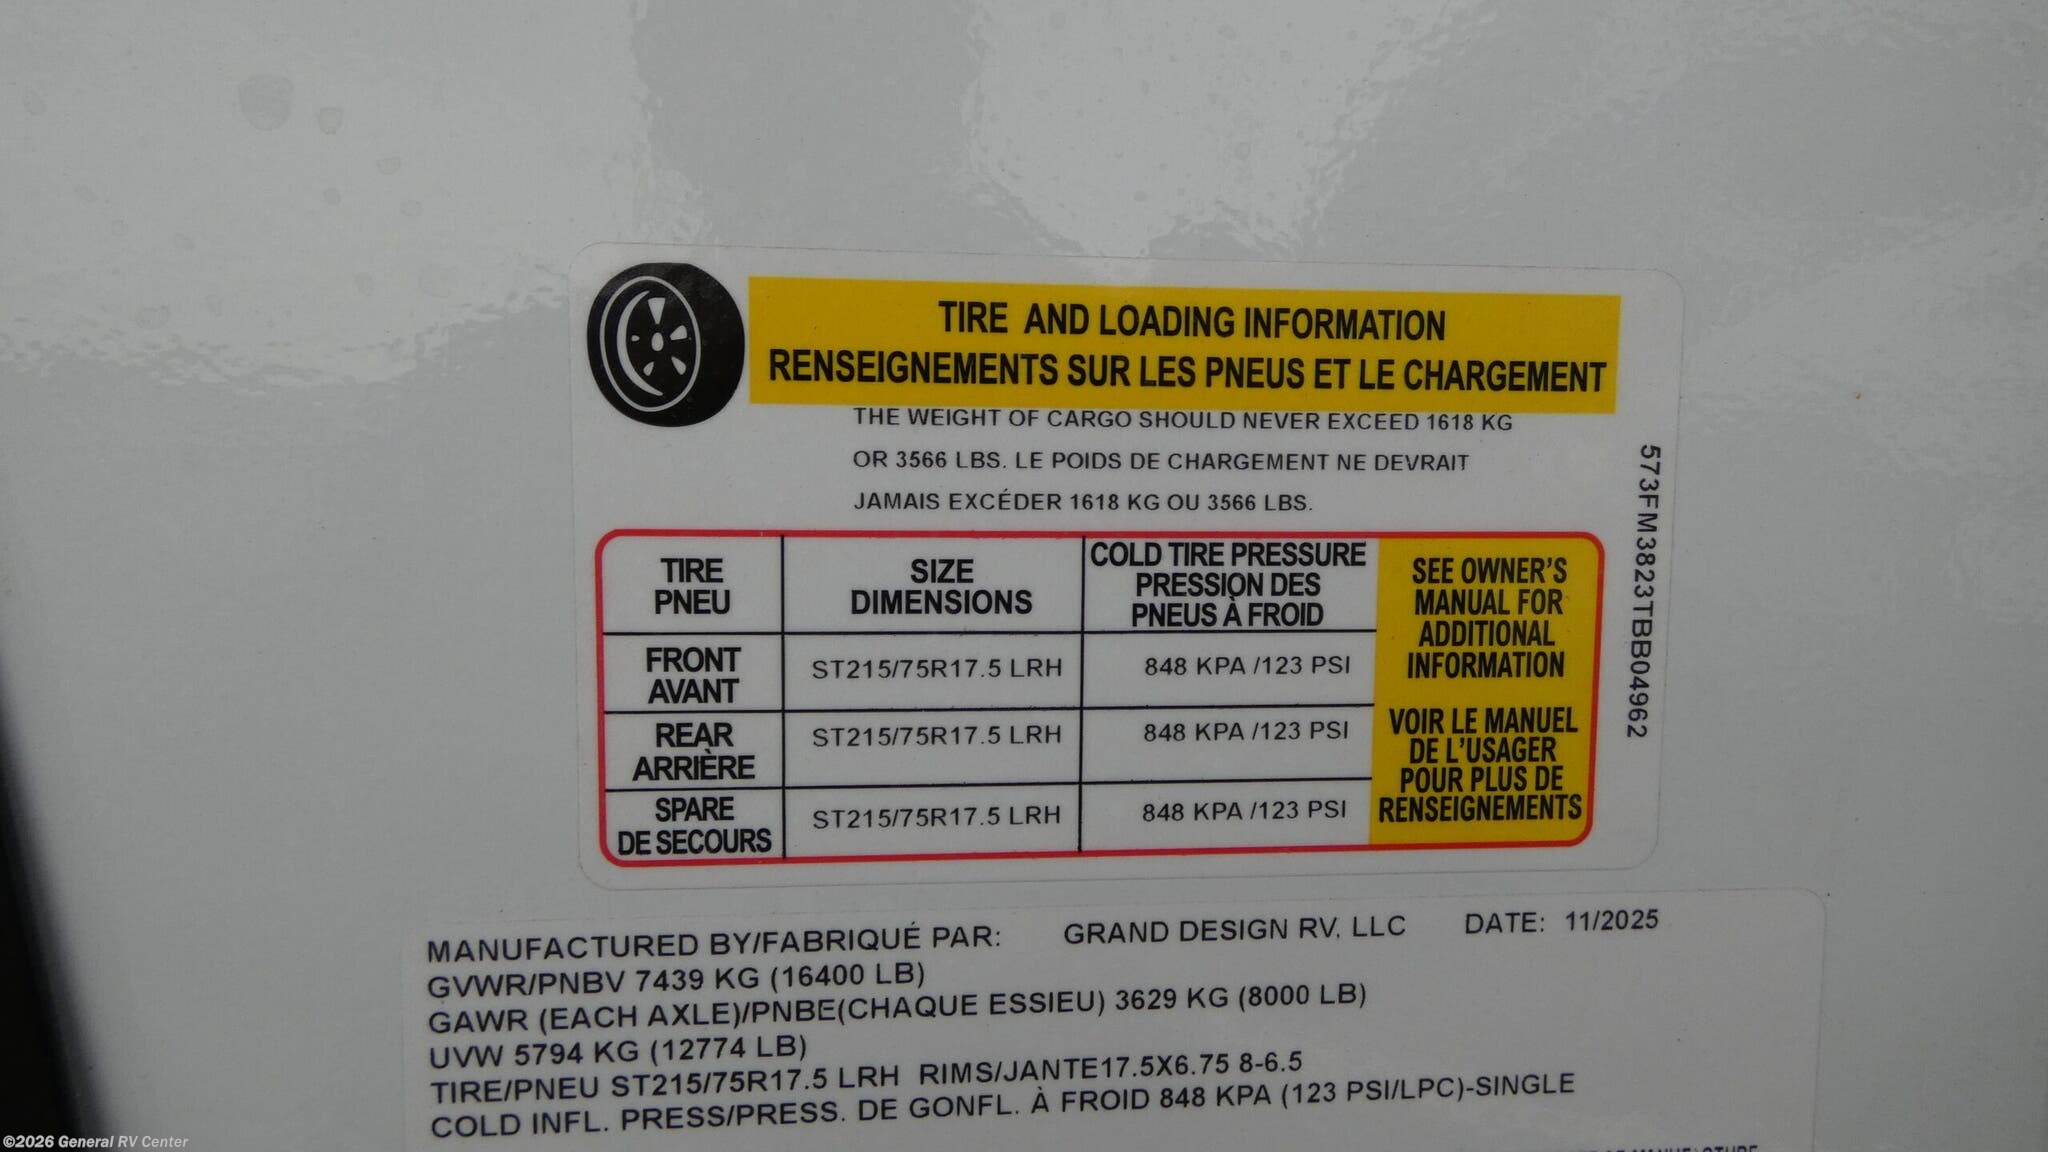 TIRE AND LOADING INFORMATION
RENSEIGNEMENTS SUR LES PNEUS ET LE CHARGEMENT
THE WEIGHT OF CARGO SHOULD NEVER EXCEED 1618 KG
OR 3566 LBS. LE POIDS DE CHARGEMENT NE DEVRAIT
JAMAIS EXCÉDER 1618 KG OU 3566 LBS.
TIRE
PNEU
SIZE
DIMENSIONS
COLD TIRE PRESSURE
PRESSION DES
PNEUS À FROID
FRONT
AVANT
ST215/75R17.5 LRH
848 KPA /123 PSI
REAR
ARRIÈRE
ST215/75R17.5 LRH
848 KPA /123 PSI
SPARE
DE SECOURS
ST215/75R17.5 LRH
848 KPA /123 PSI
SEE OWNER'S
MANUAL FOR
ADDITIONAL
INFORMATION
VOIR LE MANUEL
DE L'USAGER
POUR PLUS DE
RENSEIGNEMENTS
573FM3823TBB04962
MANUFACTURED BY/FABRIQUÉ PAR: GRAND DESIGN RV, LLC DATE: 11/2025
GVWR/PNBV 7439 KG (16400 LB)
GAWR (EACH AXLE)/PNBE(CHAQUE ESSIEU) 3629 KG (8000 LB)
UVW 5794 KG (12774 LB)
TIRE/PNEU ST215/75R17.5 LRH RIMS/JANTE17.5X6.75 8-6.5
COLD INFL. PRESS/PRESS. DE GONFL. À FROID 848 KPA (123 PSI/LPC)-SINGLE
©2026 General RV Center